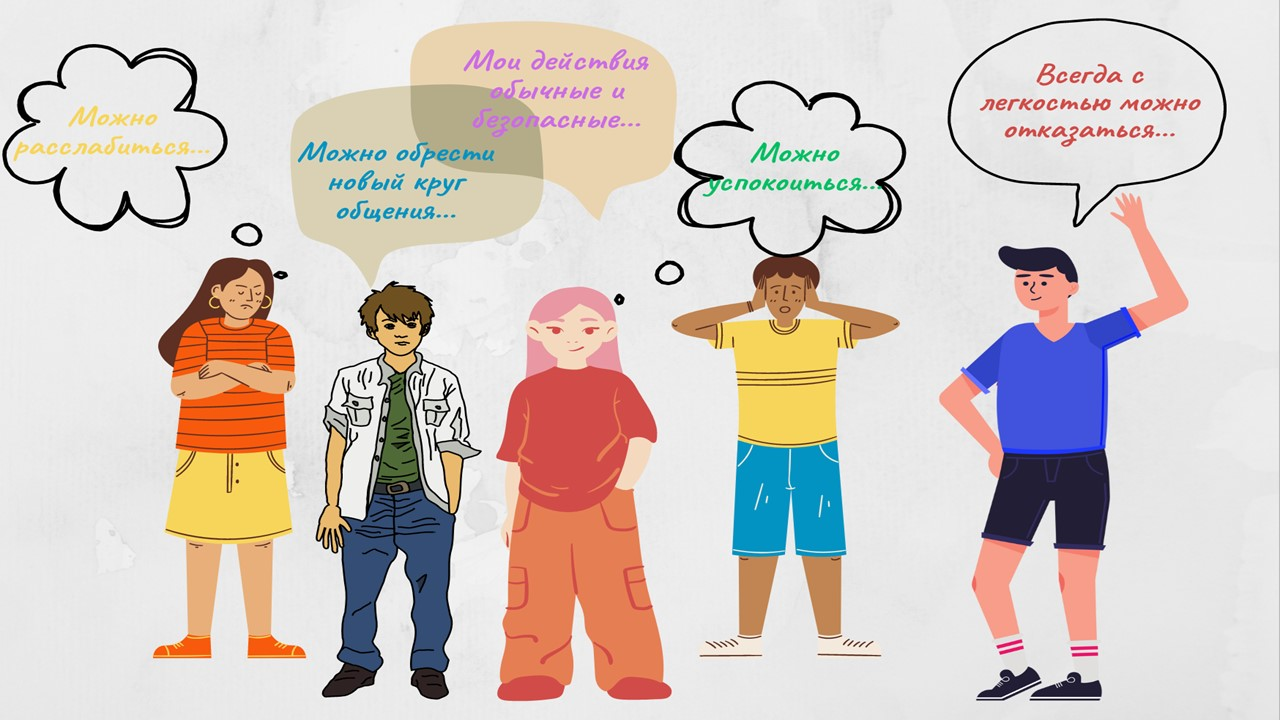 Можно
расслабиться...
Можно обрести
новый круг
общения...
Мои действия
обычные и
безопасные...
Можно
успокоиться...
Всегда с
легкостью можно
отказаться...